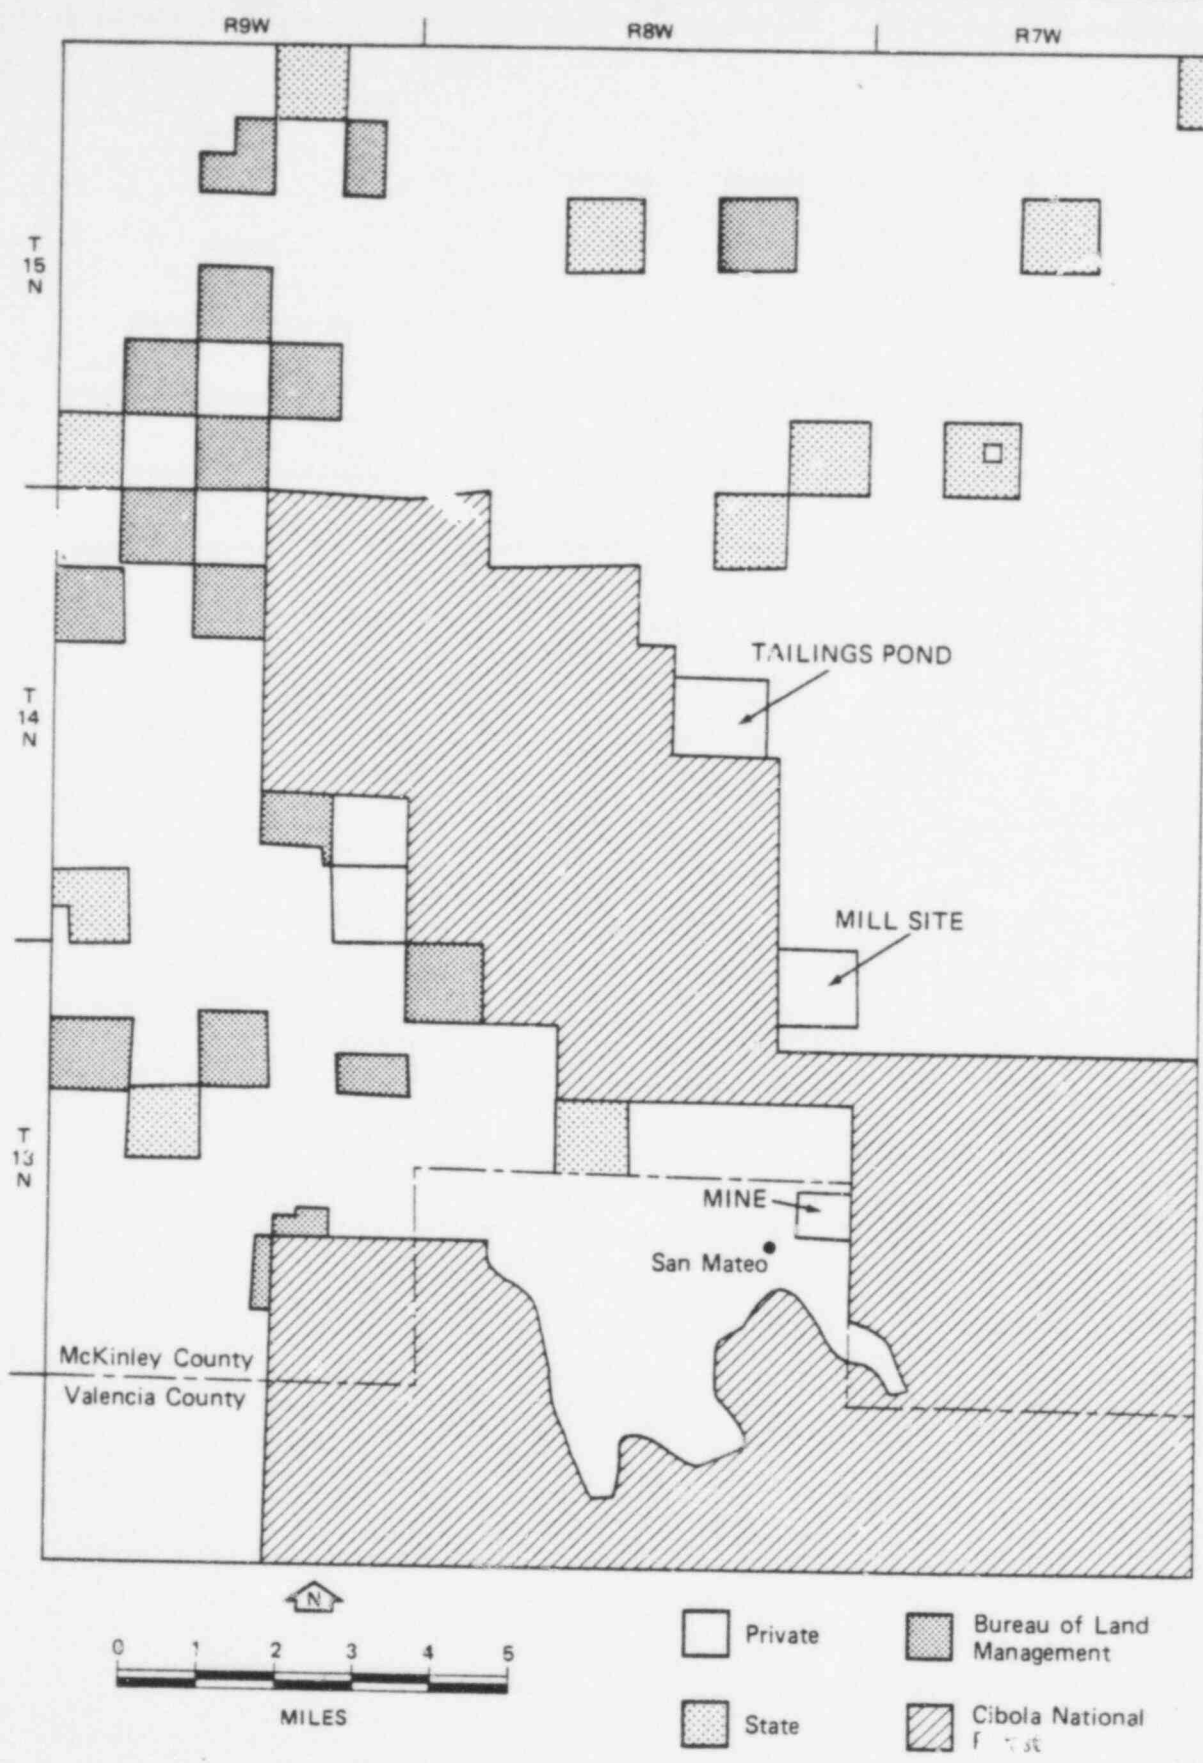 R9W
R8W
R7W
T
15
N
T
14
N
T
13
N
TAILINGS POND
MILL SITE
MINE
San Mateo
McKinley County
Valencia County
N
0 1 2 3 4 5
MILES
Private
State
Bureau of Land
Management
Cibola National